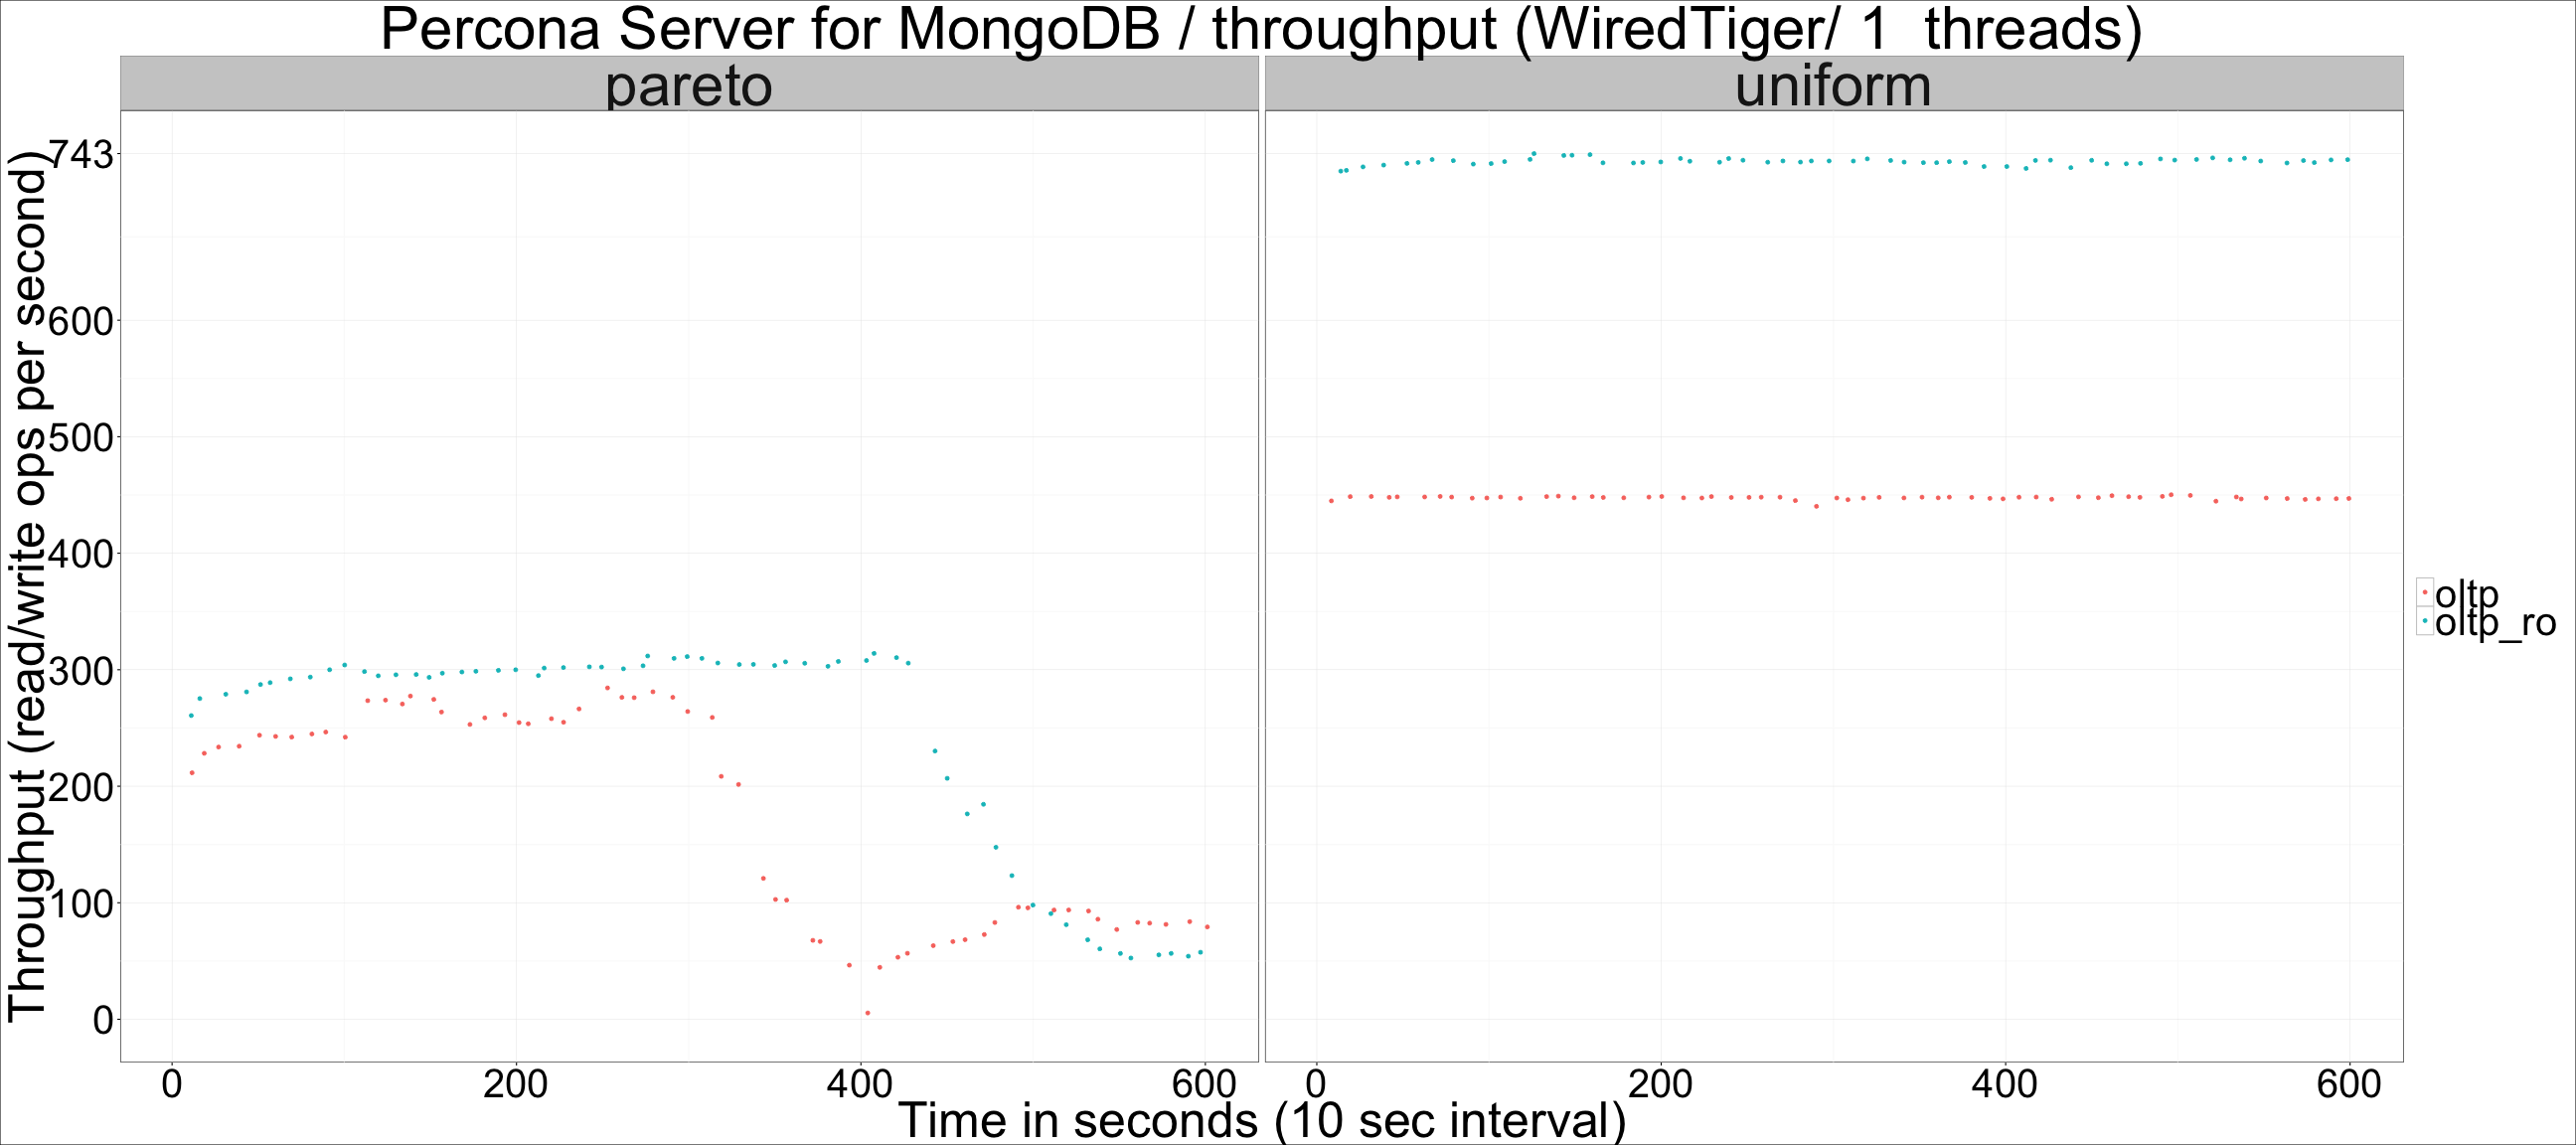 Percona Server for MongoDB / throughput (WiredTiger/ 1  threads)
pareto
uniform
Throughput (read/write ops per second)
743
600
500
400
300
200
100
0
0 200 400 600
0 200 400 600
Time in seconds (10 sec interval)
oltp
oltp_ro